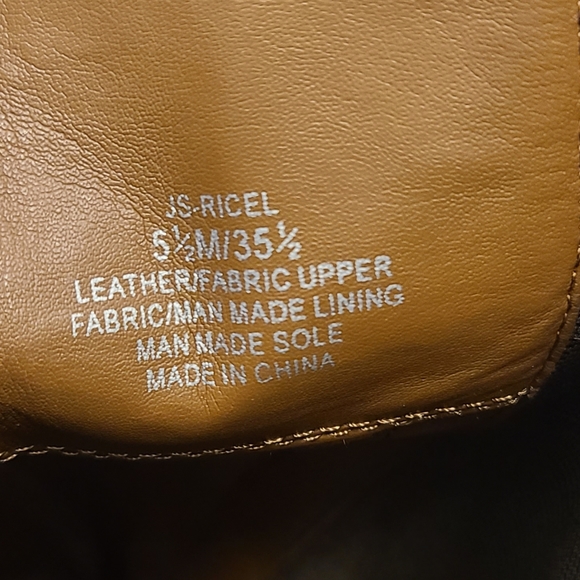 JS-RICEL
5½M/35½
LEATHER/FABRIC UPPER
FABRIC/MAN MADE LINING
MAN MADE SOLE
MADE IN CHINA